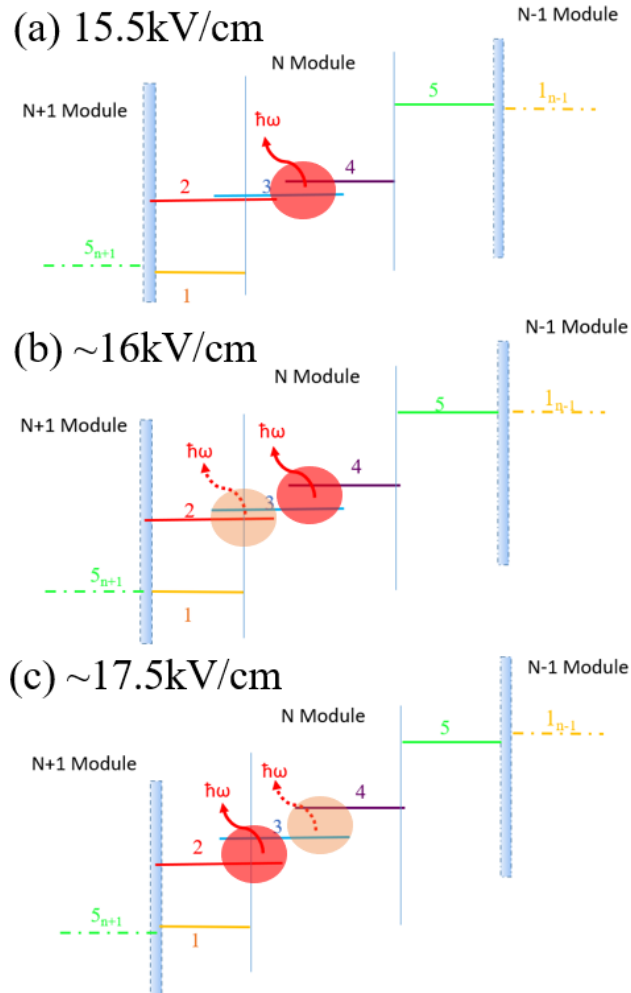 (a) 15.5kV/cm
N-1 Module
N Module
N+1 Module
5
1ₙ₋₁
ħω
4
2
3
5ₙ₊₁
1
(b) ~16kV/cm
N-1 Module
N Module
N+1 Module
5
1ₙ₋₁
ħω
ħω
4
3
2
5ₙ₊₁
1
(c) ~17.5kV/cm
N-1 Module
N Module
5
1ₙ₋₁
N+1 Module
ħω
ħω
4
3
2
5ₙ₊₁
1